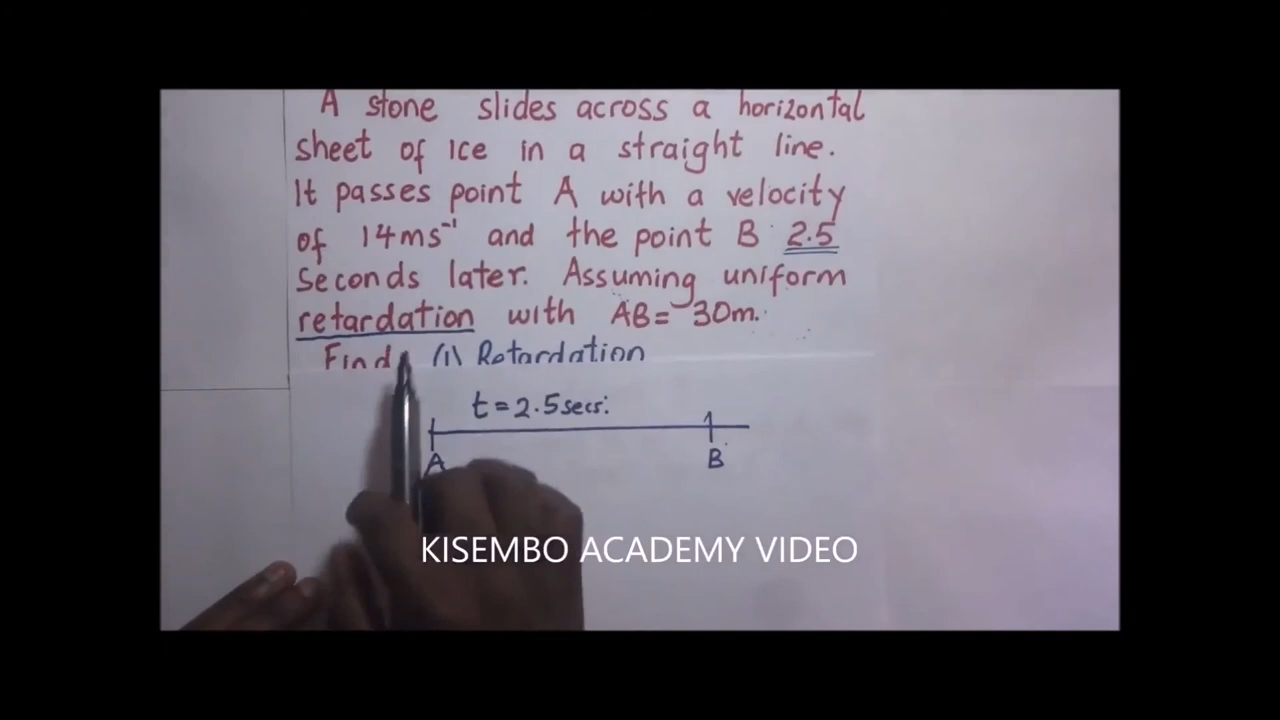 A stone slides across a horizontal
sheet of Ice in a straight line.
It passes point A with a velocity
of 14ms⁻¹ and the point B 2.5
Seconds later. Assuming uniform
retardation with AB= 30m.
Find (i) Retardation
t = 2.5secs.
A B
KISEMBO ACADEMY VIDEO